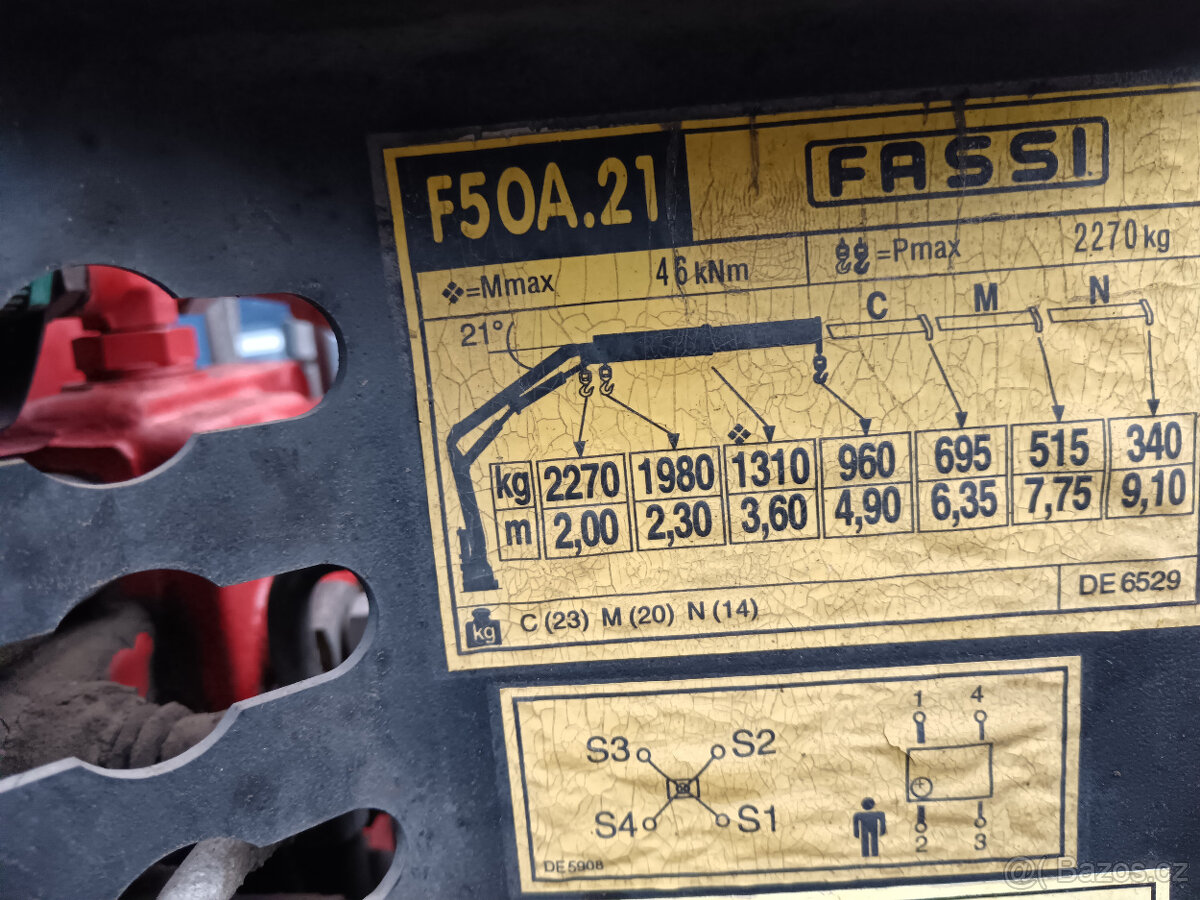 F50A.21 FASSI
=Mmax 46 kNm =Pmax 2270 kg
C M N
21°
kg 2270 1980 1310 960 695 515 340
m 2,00 2,30 3,60 4,90 6,35 7,75 9,10
kg C (23) M (20) N (14) DE 6529
1 4
S3 S2
S4 S1
2 3
DE 5908
@( Bazos.cz